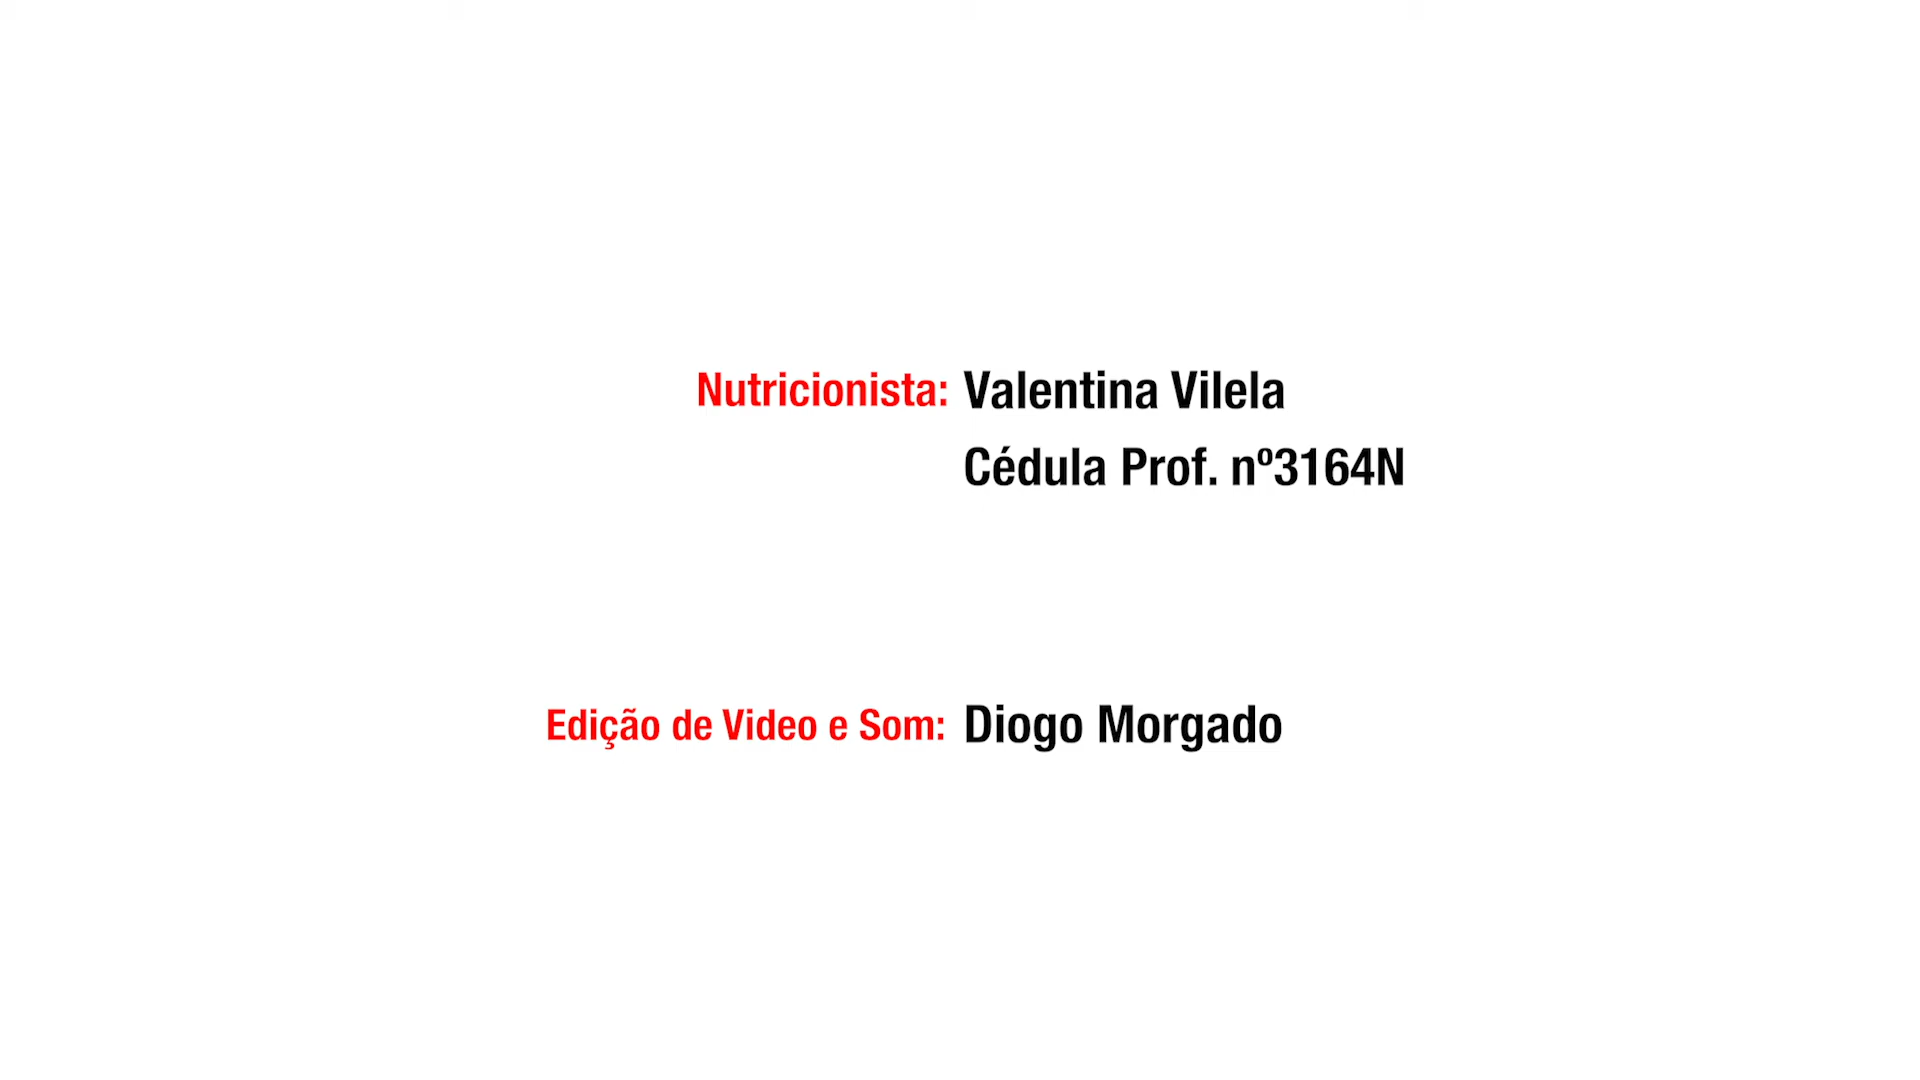 Nutricionista: Valentina Vilela
Cédula Prof. nº3164N
Edição de Video e Som: Diogo Morgado